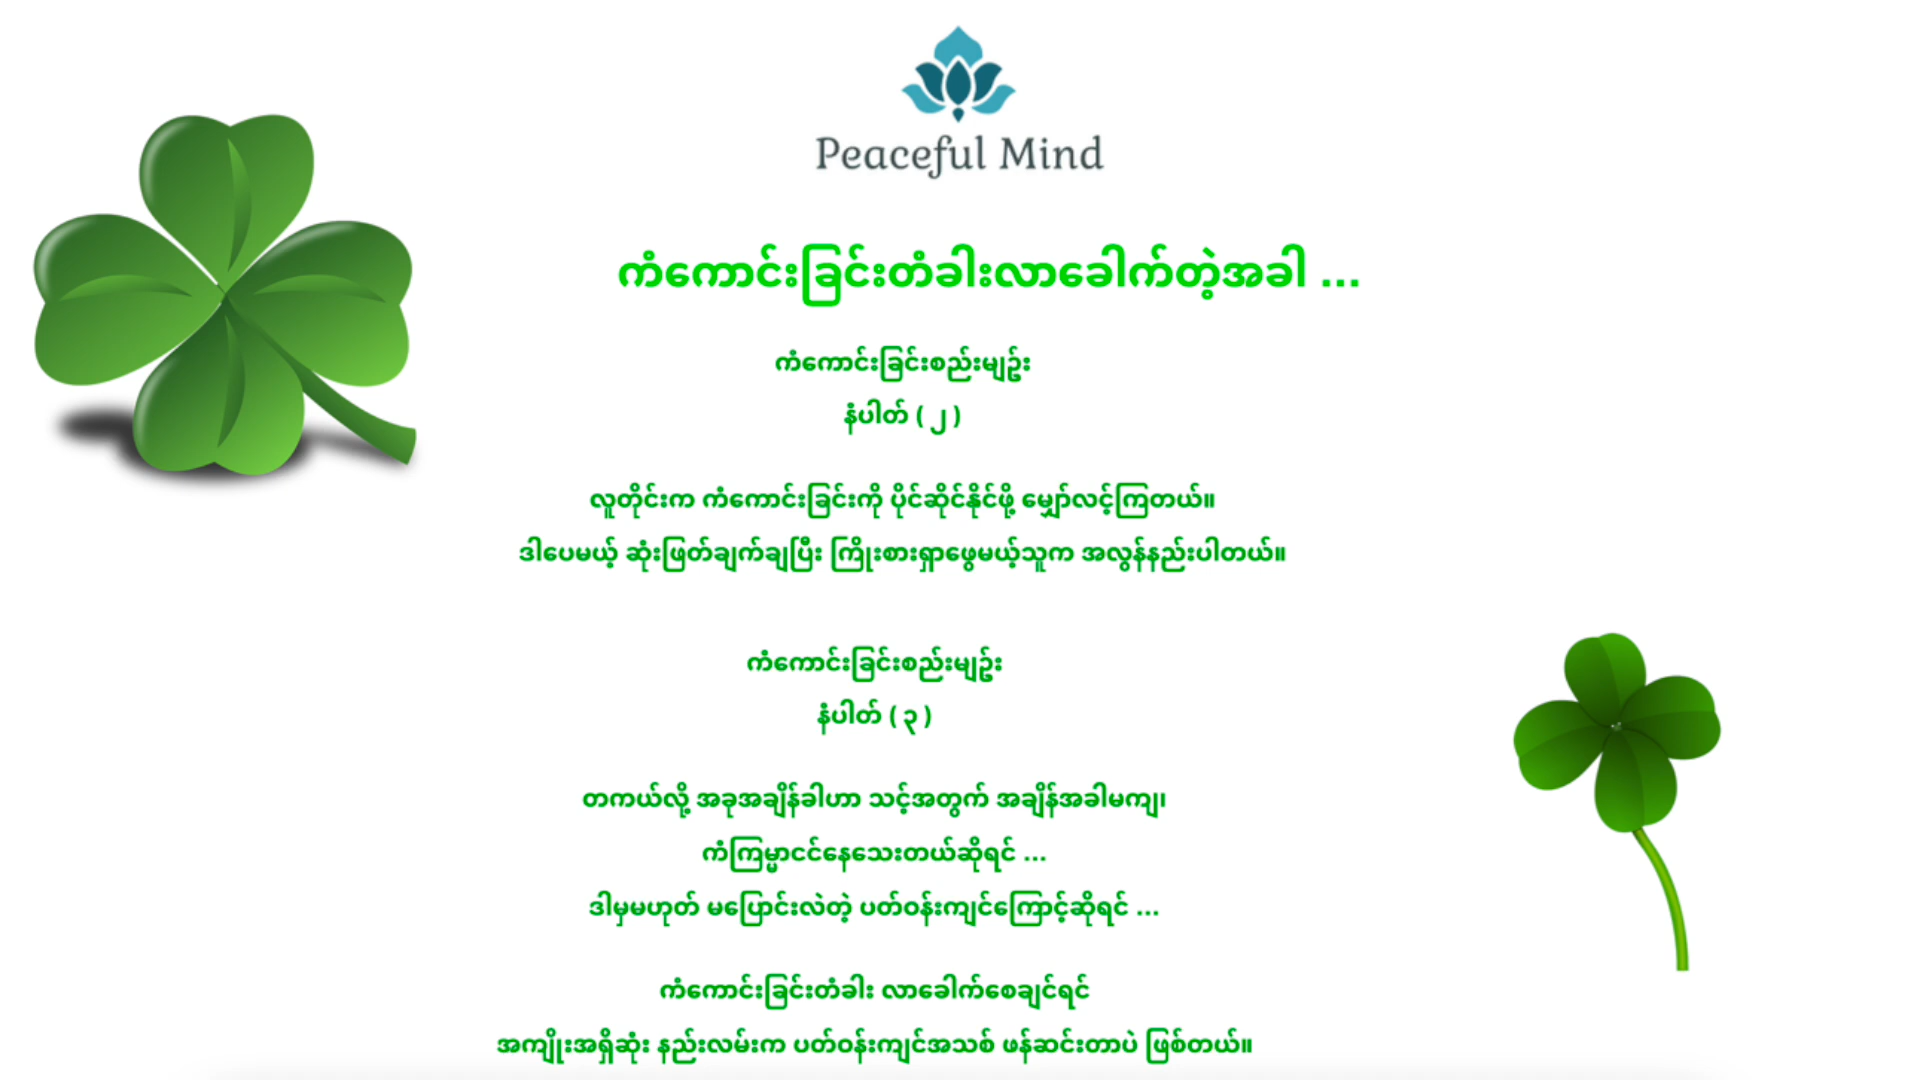 Peaceful Mind
ကံကောင်းခြင်းတံခါးလာခေါက်တဲ့အခါ ...
ကံကောင်းခြင်းစည်းမျဥ်း
နံပါတ် ( ၂ )
လူတိုင်းက ကံကောင်းခြင်းကို ပိုင်ဆိုင်နိုင်ဖို့ မျှော်လင့်ကြတယ်။
ဒါပေမယ့် ဆုံးဖြတ်ချက်ချပြီး ကြိုးစားရှာဖွေမယ့်သူက အလွန်နည်းပါတယ်။
ကံကောင်းခြင်းစည်းမျဥ်း
နံပါတ် ( ၃ )
တကယ်လို့ အခုအချိန်ခါဟာ သင့်အတွက် အချိန်အခါမကျ၊
ကံကြမ္မာငင်နေသေးတယ်ဆိုရင် ...
ဒါမှမဟုတ် မပြောင်းလဲတဲ့ ပတ်ဝန်းကျင်ကြောင့်ဆိုရင် ...
ကံကောင်းခြင်းတံခါး လာခေါက်စေချင်ရင်
အကျိုးအရှိဆုံး နည်းလမ်းက ပတ်ဝန်းကျင်အသစ် ဖန်ဆင်းတာပဲ ဖြစ်တယ်။